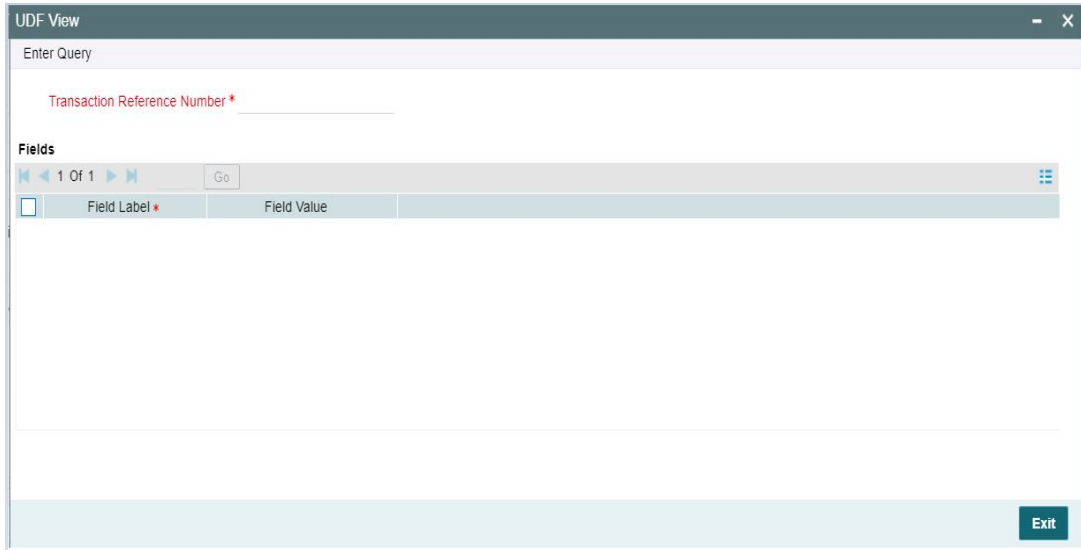 UDF View
Enter Query
Transaction Reference Number *
Fields
1 Of 1 Go
Field Label * Field Value
Exit